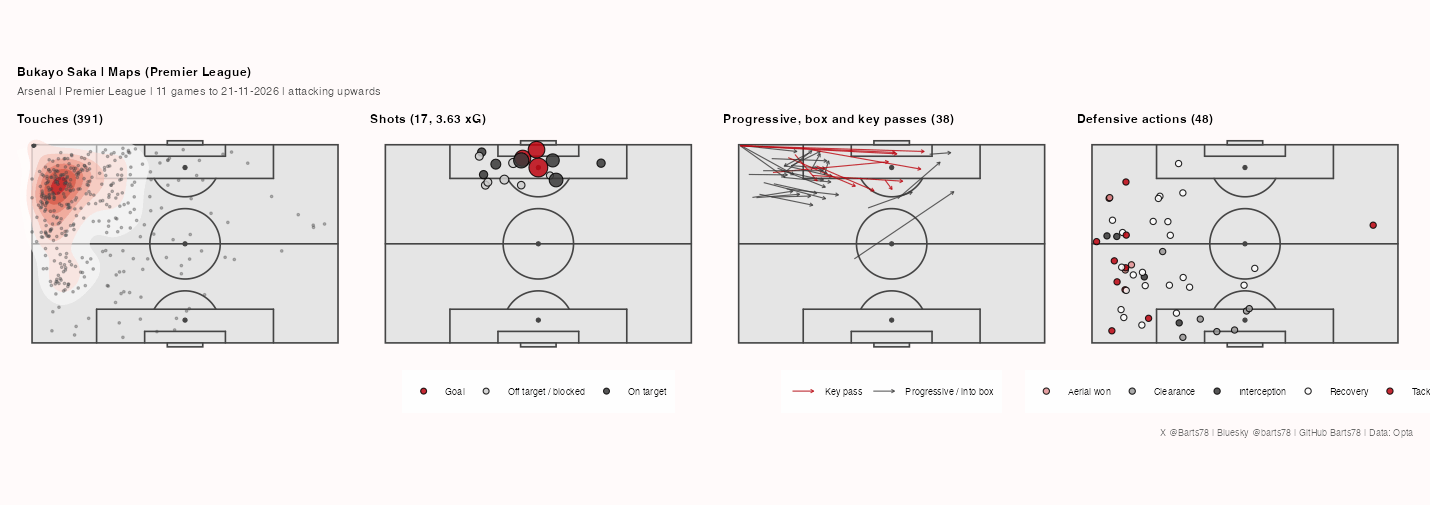 Bukayo Saka | Maps (Premier League)
Arsenal | Premier League | 11 games to 21-11-2026 | attacking upwards
Touches (391)
Shots (17, 3.63 xG)
Progressive, box and key passes (38)
Defensive actions (48)
Goal Off target / blocked On target
Key pass Progressive / into box
Aerial won Clearance Interception Recovery Tack
X @Barts78 | Bluesky @barts78 | GitHub Barts78 | Data: Opta